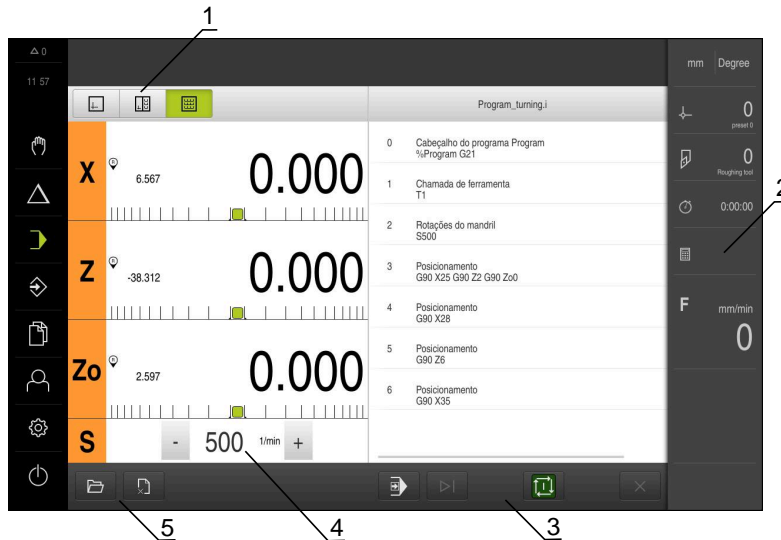 1
0
11 57
mm Degree
Program_turning.i
0
preset 0
X
R
6.567
0.000
0 Cabeçalho do programa Program
%Program G21
1 Chamada de ferramenta
T1
2 Rotações do mandril
S500
3 Posicionamento
G90 X25 G90 Z2 G90 Zo0
4 Posicionamento
G90 X28
5 Posicionamento
G90 Z6
6 Posicionamento
G90 X35
0
Roughing tool
0:00:00
2
Z
R
-38.312
0.000
F mm/min
0
Zo
R
2.597
0.000
S
- 500 1/min +
5
4
3